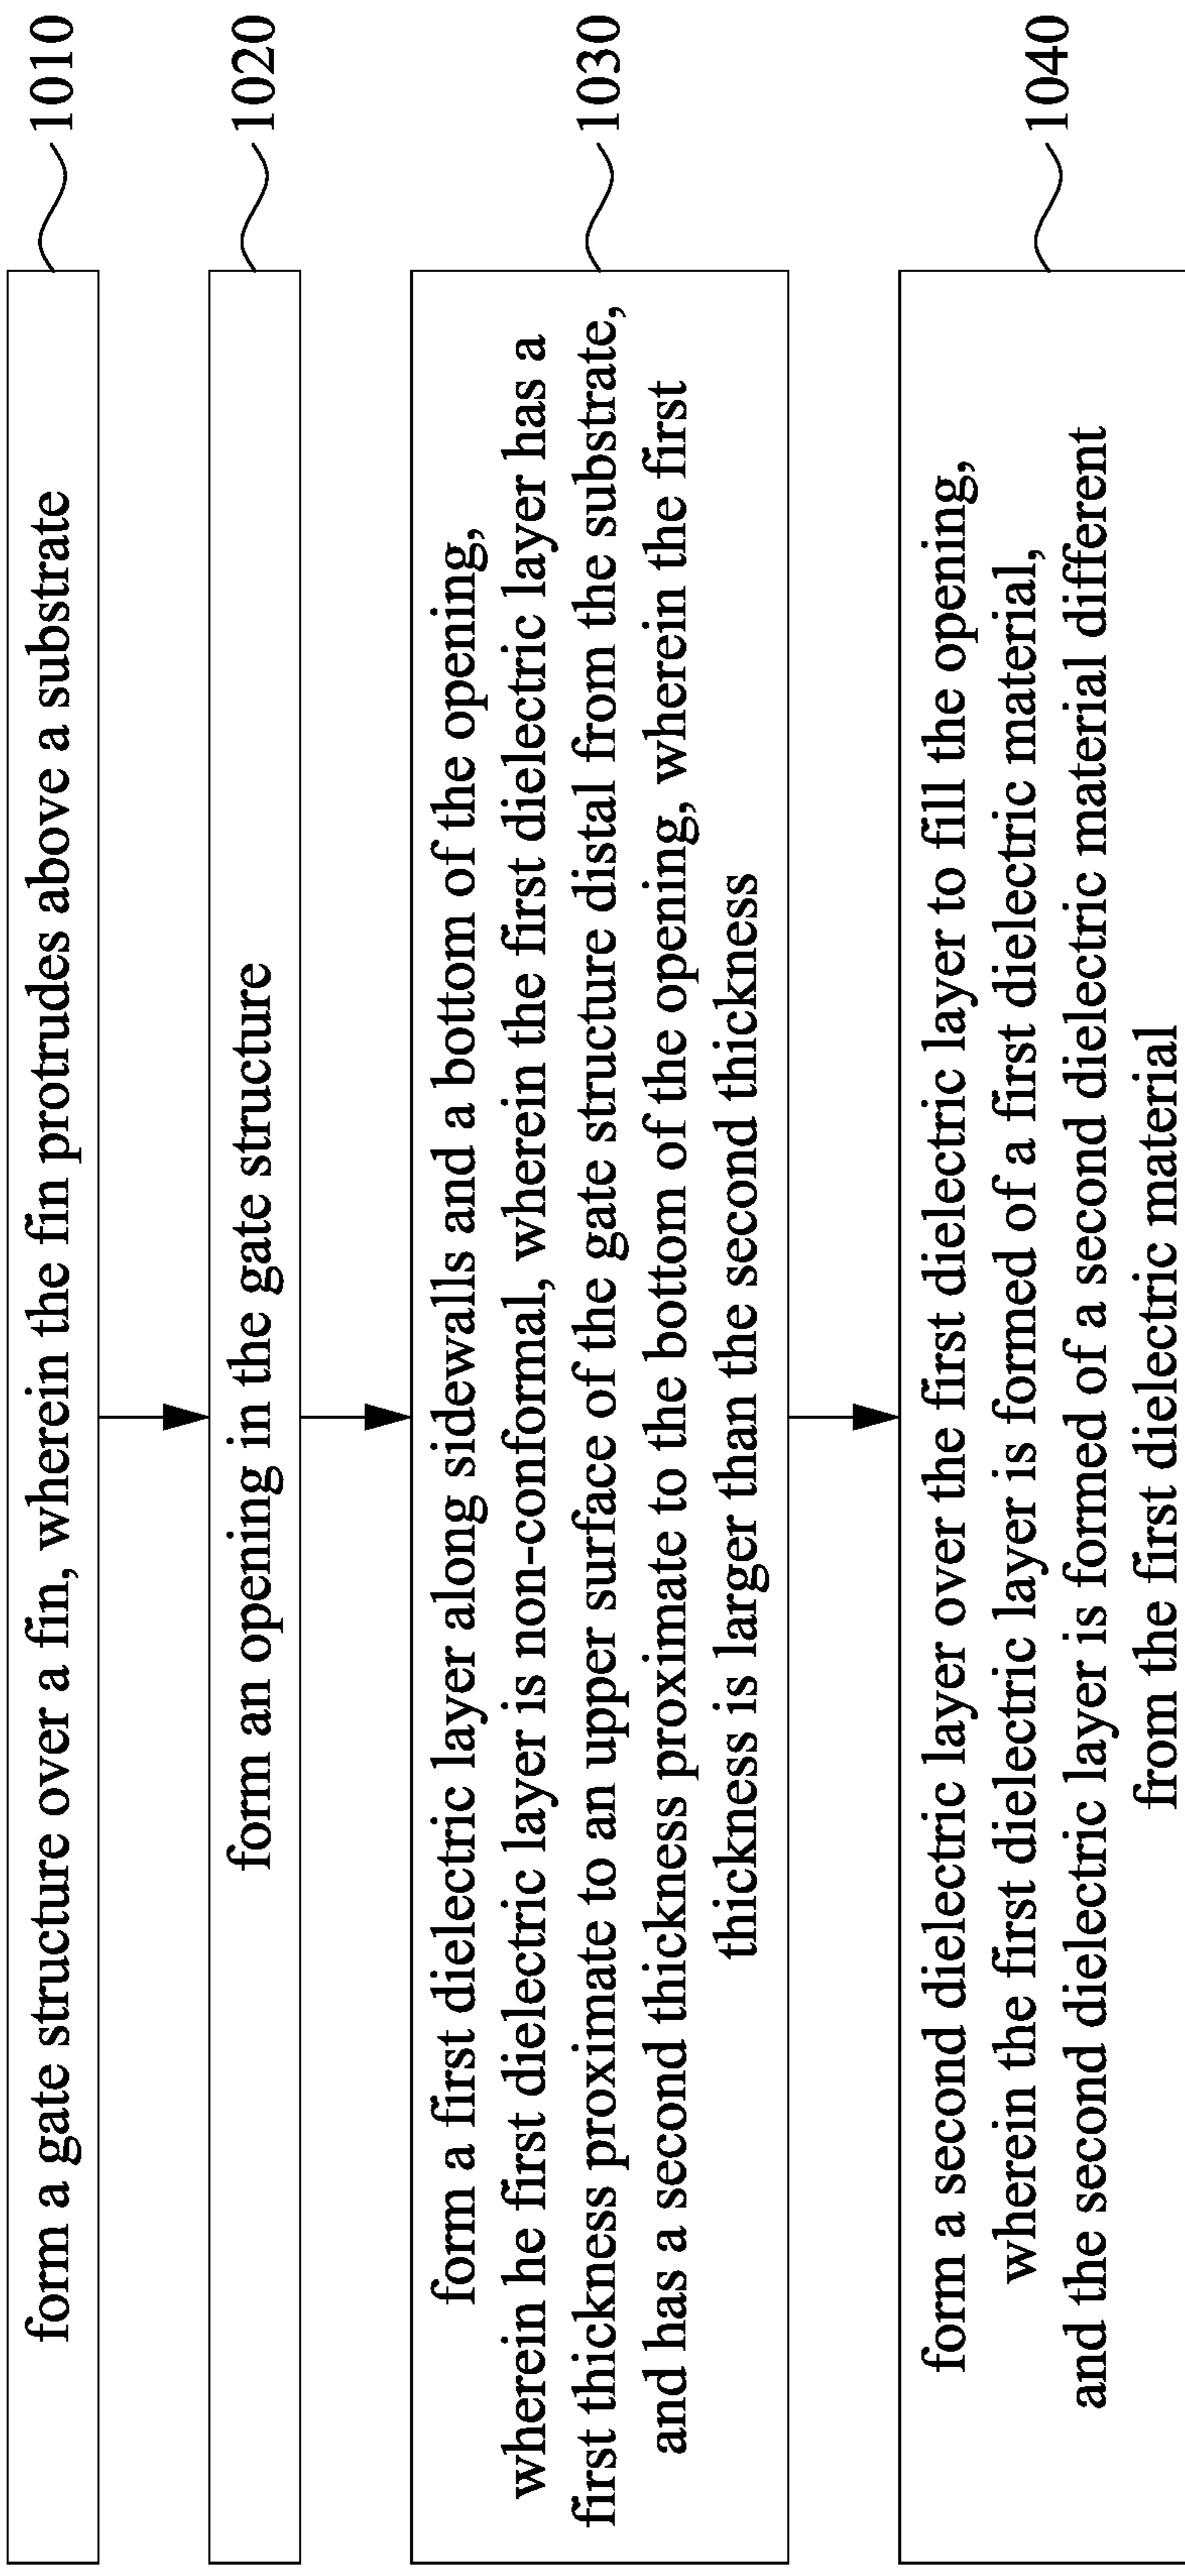 form a gate structure over a fin, wherein the fin protrudes above a substrate
1010
form an opening in the gate structure
1020
form a first dielectric layer along sidewalls and a bottom of the opening,
wherein he first dielectric layer is non-conformal, wherein the first dielectric layer has a
first thickness proximate to an upper surface of the gate structure distal from the substrate,
and has a second thickness proximate to the bottom of the opening, wherein the first
thickness is larger than the second thickness
1030
form a second dielectric layer over the first dielectric layer to fill the opening,
wherein the first dielectric layer is formed of a first dielectric material,
and the second dielectric layer is formed of a second dielectric material different
from the first dielectric material
1040